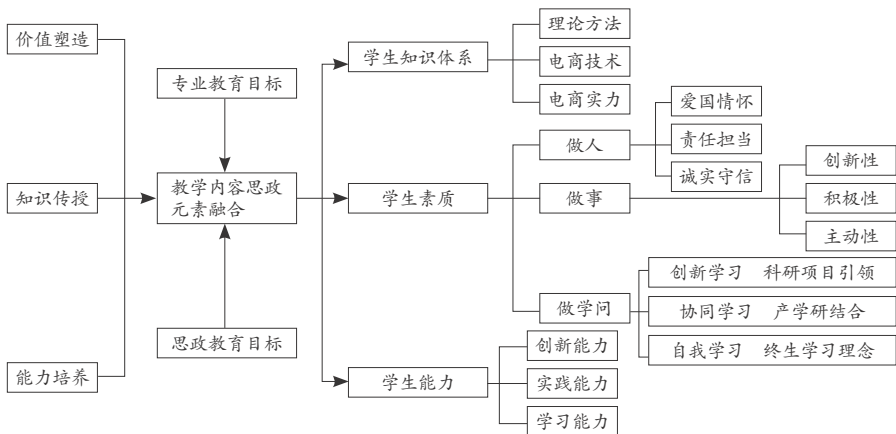 价值塑造
知识传授
能力培养
专业教育目标
教学内容思政
元素融合
思政教育目标
学生知识体系
理论方法
电商技术
电商实力
学生素质
做人
爱国情怀
责任担当
诚实守信
做事
创新性
积极性
主动性
做学问
创新学习 科研项目引领
协同学习 产学研结合
自我学习 终生学习理念
学生能力
创新能力
实践能力
学习能力